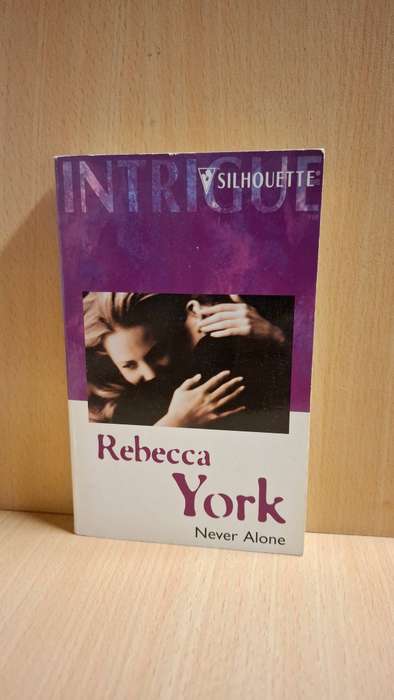 INTRIGUE
SILHOUETTE®
Rebecca
York
Never Alone